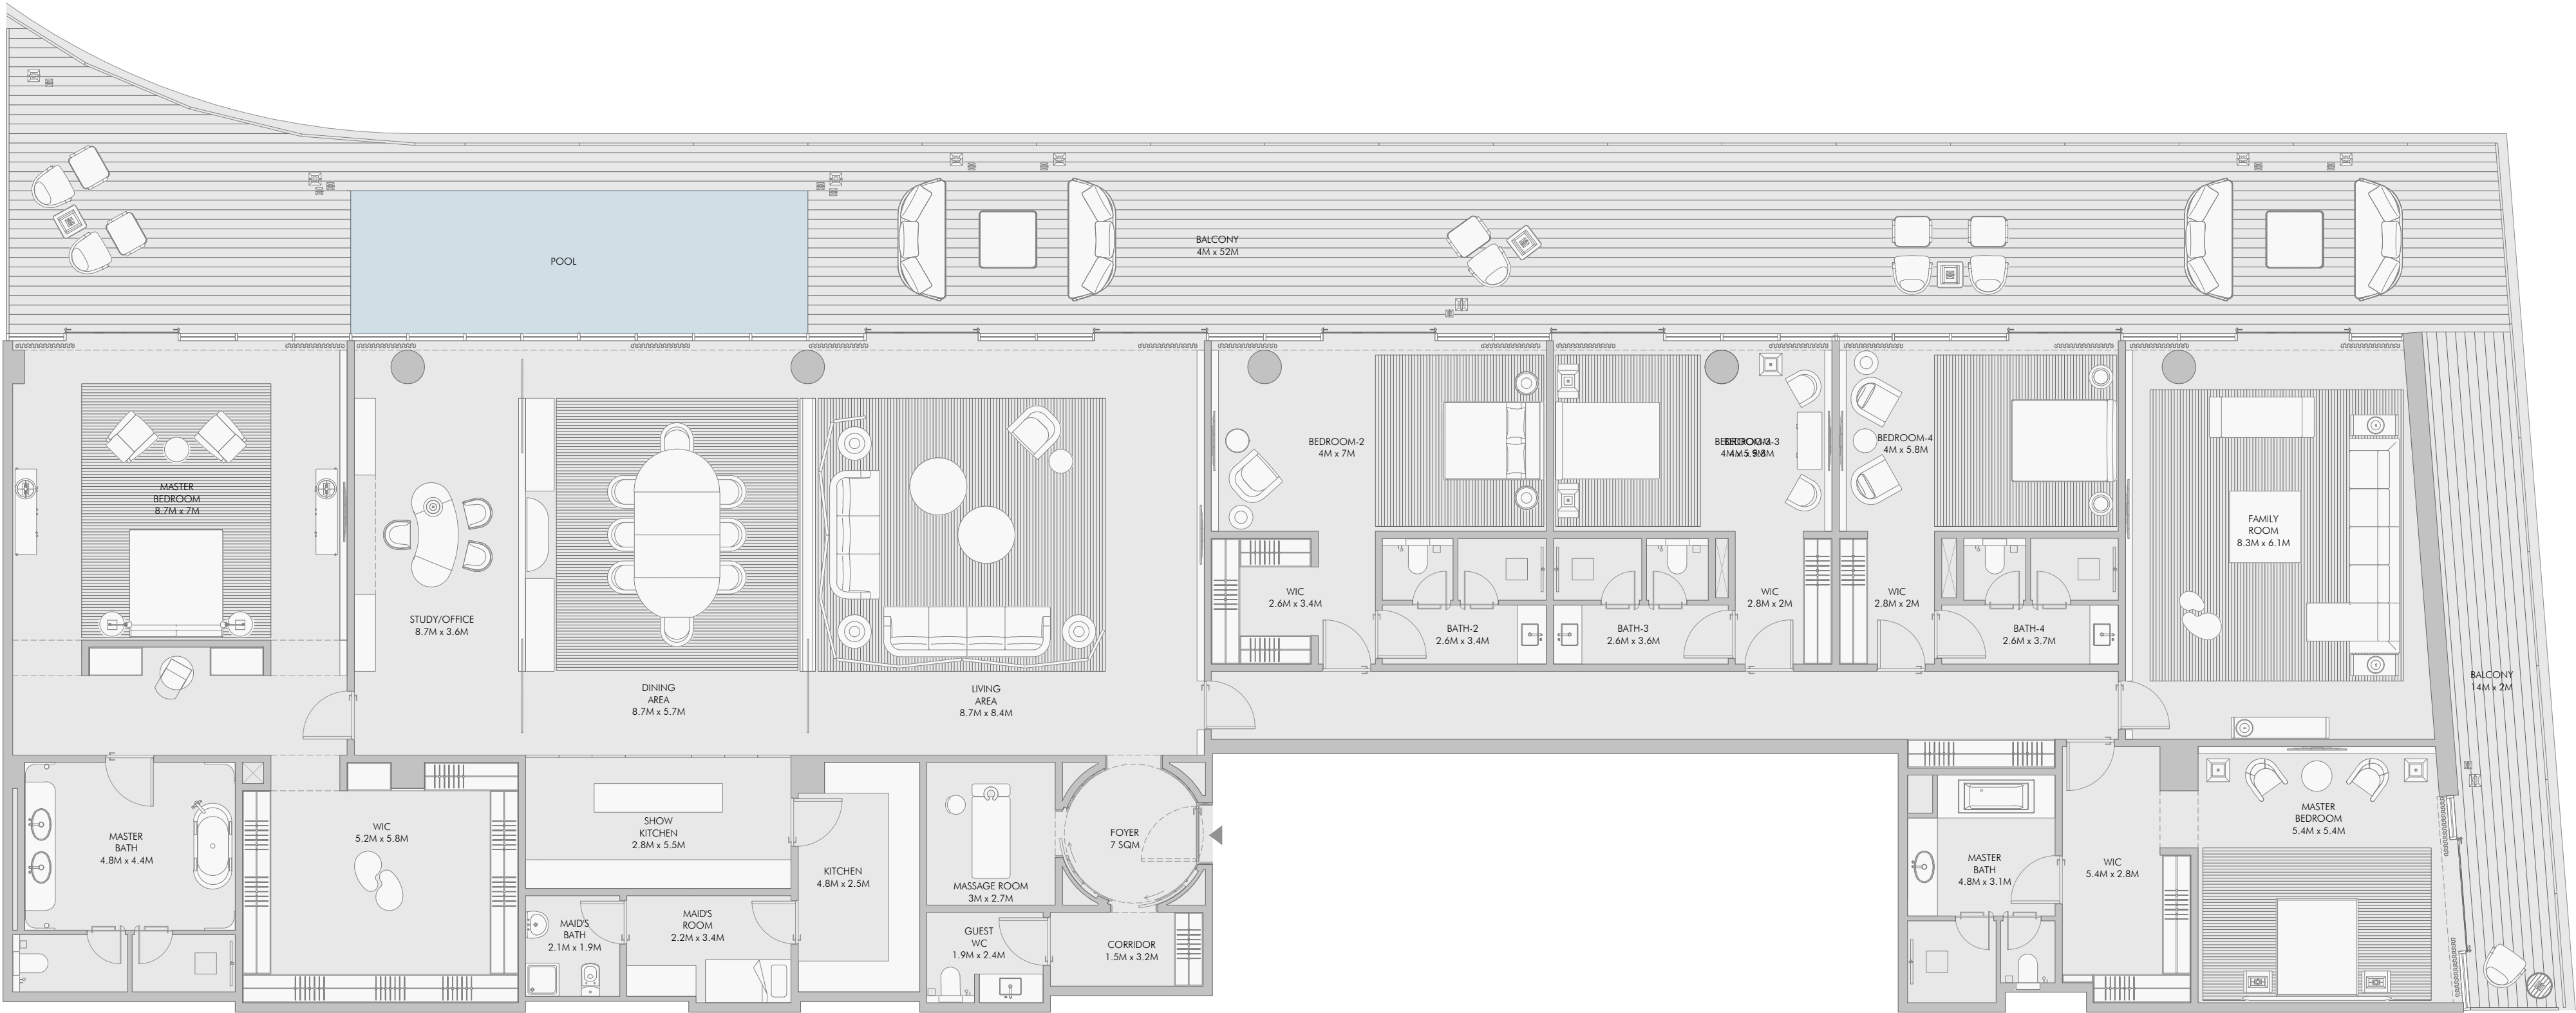 POOL
BALCONY
4M x 52M
MASTER
BEDROOM
8.7M x 7M
STUDY/OFFICE
8.7M x 3.6M
DINING
AREA
8.7M x 5.7M
LIVING
AREA
8.7M x 8.4M
BEDROOM-2
4M x 7M
WIC
2.6M x 3.4M
BATH-2
2.6M x 3.4M
BATH-3
2.6M x 3.6M
WIC
2.8M x 2M
BEDROOM-4
4M x 5.8M
WIC
2.8M x 2M
BATH-4
2.6M x 3.7M
FAMILY
ROOM
8.3M x 6.1M
BALCONY
14M x 2M
MASTER
BATH
4.8M x 4.4M
WIC
5.2M x 5.8M
SHOW
KITCHEN
2.8M x 5.5M
MAID'S
BATH
2.1M x 1.9M
MAID'S
ROOM
2.2M x 3.4M
KITCHEN
4.8M x 2.5M
MASSAGE ROOM
3M x 2.7M
FOYER
7 SQM
GUEST
WC
1.9M x 2.4M
CORRIDOR
1.5M x 3.2M
MASTER
BATH
4.8M x 3.1M
WIC
5.4M x 2.8M
MASTER
BEDROOM
5.4M x 5.4M